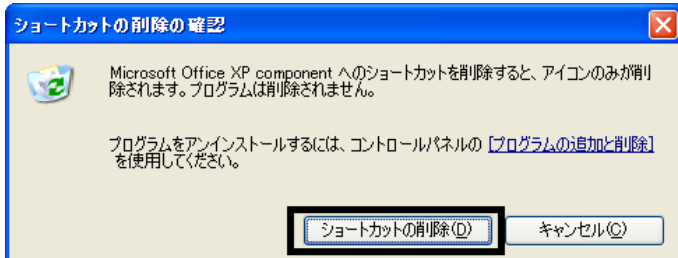 ショートカットの削除の確認
Microsoft Office XP component へのショートカットを削除すると、アイコンのみが削
除されます。プログラムは削除されません。
プログラムをアンインストールするには、コントロールパネルの [プログラムの追加と削除]
を使用してください。
ショートカットの削除(D) キャンセル(C)